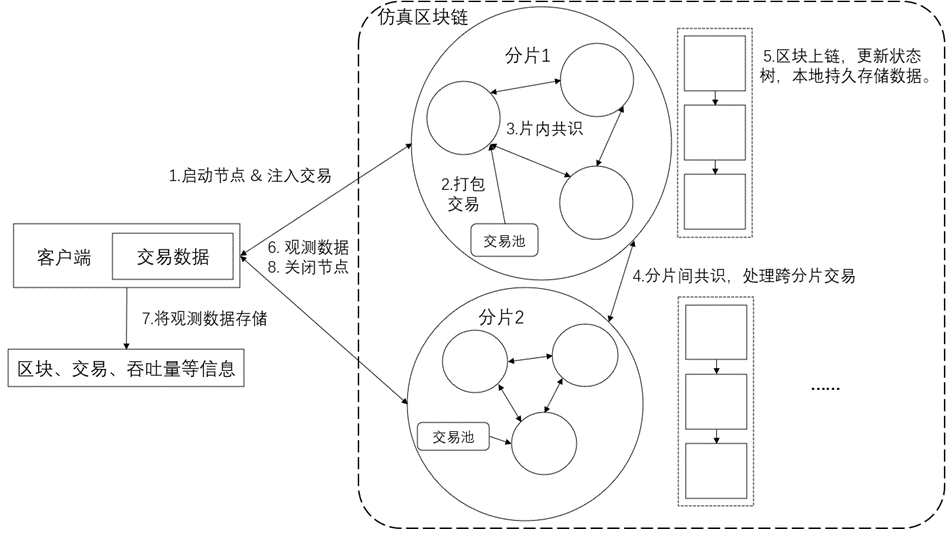 仿真区块链
分片1
5.区块上链，更新状态
树，本地持久存储数据。
3.片内共识
1.启动节点 & 注入交易
2.打包
交易
交易池
客户端
交易数据
6. 观测数据
8. 关闭节点
4.分片间共识，处理跨分片交易
7.将观测数据存储
分片2
区块、交易、吞吐量等信息
......
交易池